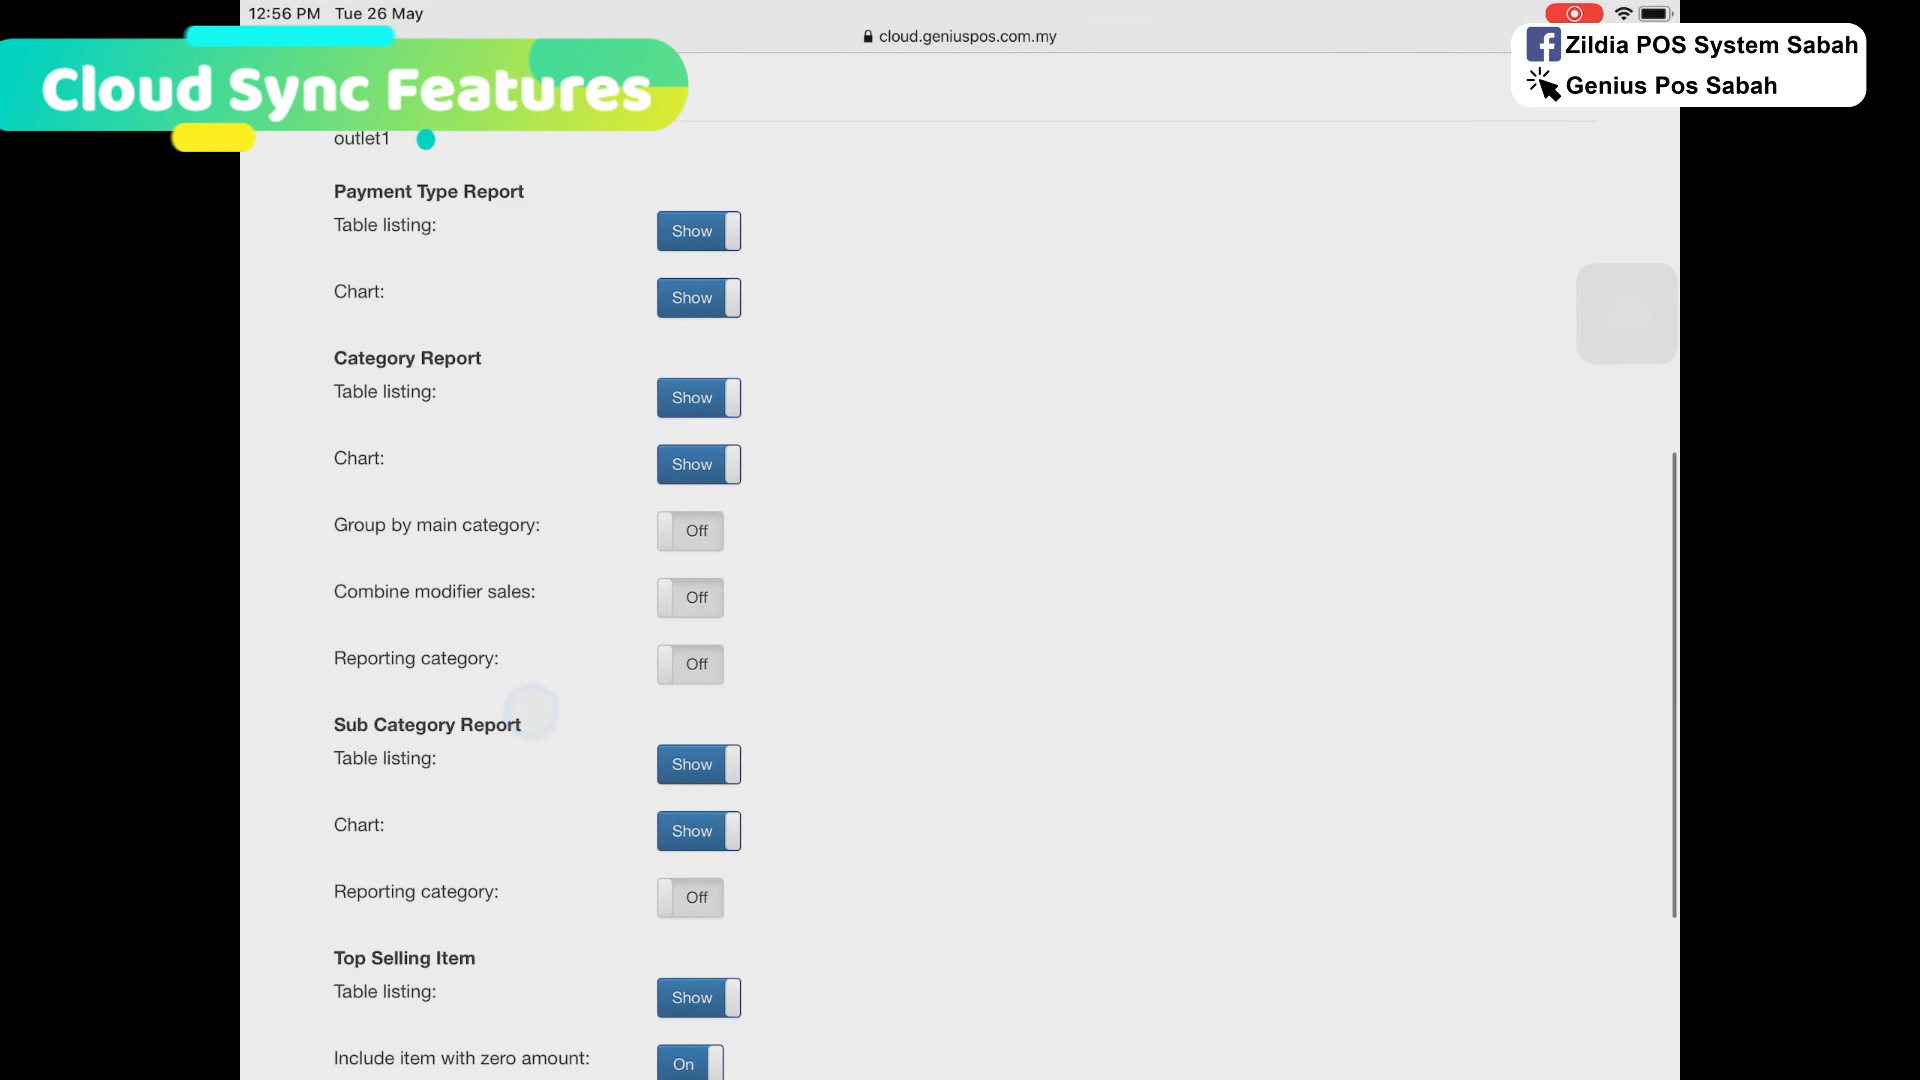 12:56 PM Tue 26 May
cloud.geniuspos.com.my
Zildia POS System Sabah
Genius Pos Sabah
Cloud Sync Features
outlet1
Payment Type Report
Table listing: Show
Chart: Show
Category Report
Table listing: Show
Chart: Show
Group by main category: Off
Combine modifier sales: Off
Reporting category: Off
Sub Category Report
Table listing: Show
Chart: Show
Reporting category: Off
Top Selling Item
Table listing: Show
Include item with zero amount: On